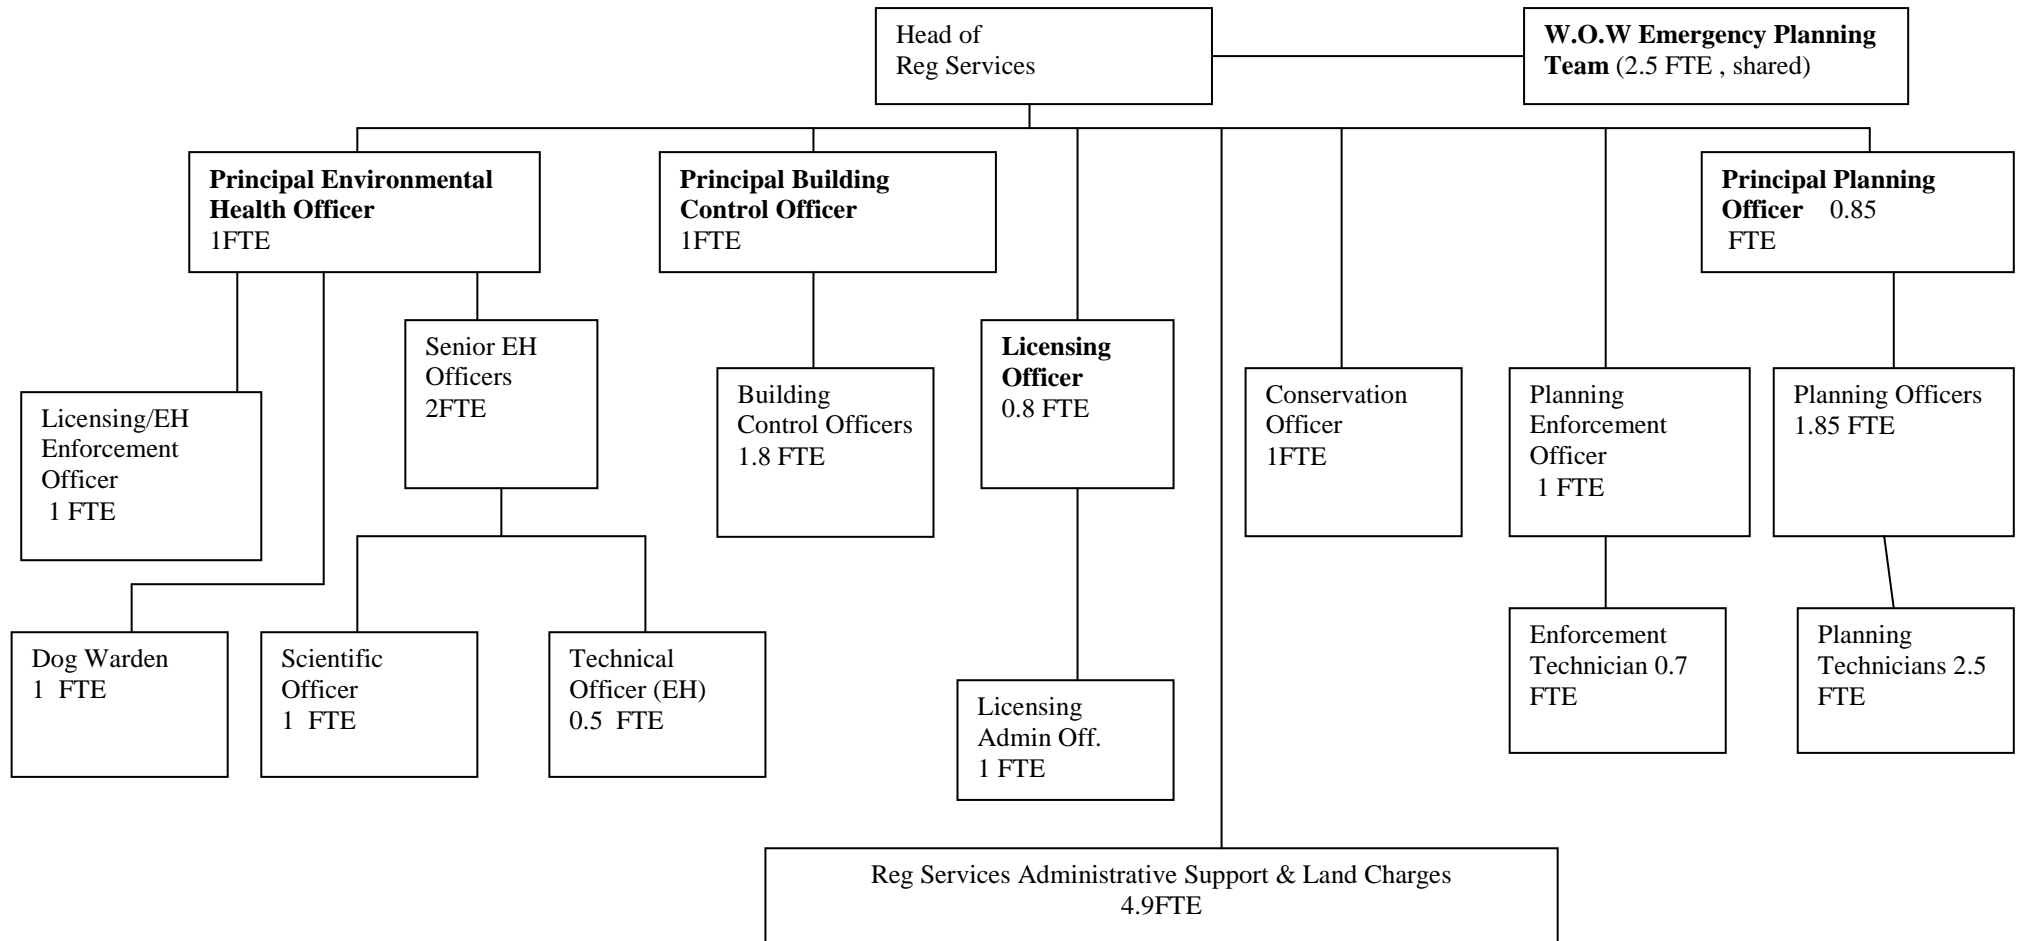 Head of
Reg Services
W.O.W Emergency Planning
Team (2.5 FTE , shared)
Principal Environmental
Health Officer
1FTE
Principal Building
Control Officer
1FTE
Principal Planning
Officer 0.85
FTE
Licensing/EH
Enforcement
Officer
1 FTE
Senior EH
Officers
2FTE
Building
Control Officers
1.8 FTE
Licensing
Officer
0.8 FTE
Conservation
Officer
1FTE
Planning
Enforcement
Officer
1 FTE
Planning Officers
1.85 FTE
Dog Warden
1 FTE
Scientific
Officer
1 FTE
Technical
Officer (EH)
0.5 FTE
Licensing
Admin Off.
1 FTE
Enforcement
Technician 0.7
FTE
Planning
Technicians 2.5
FTE
Reg Services Administrative Support & Land Charges
4.9FTE